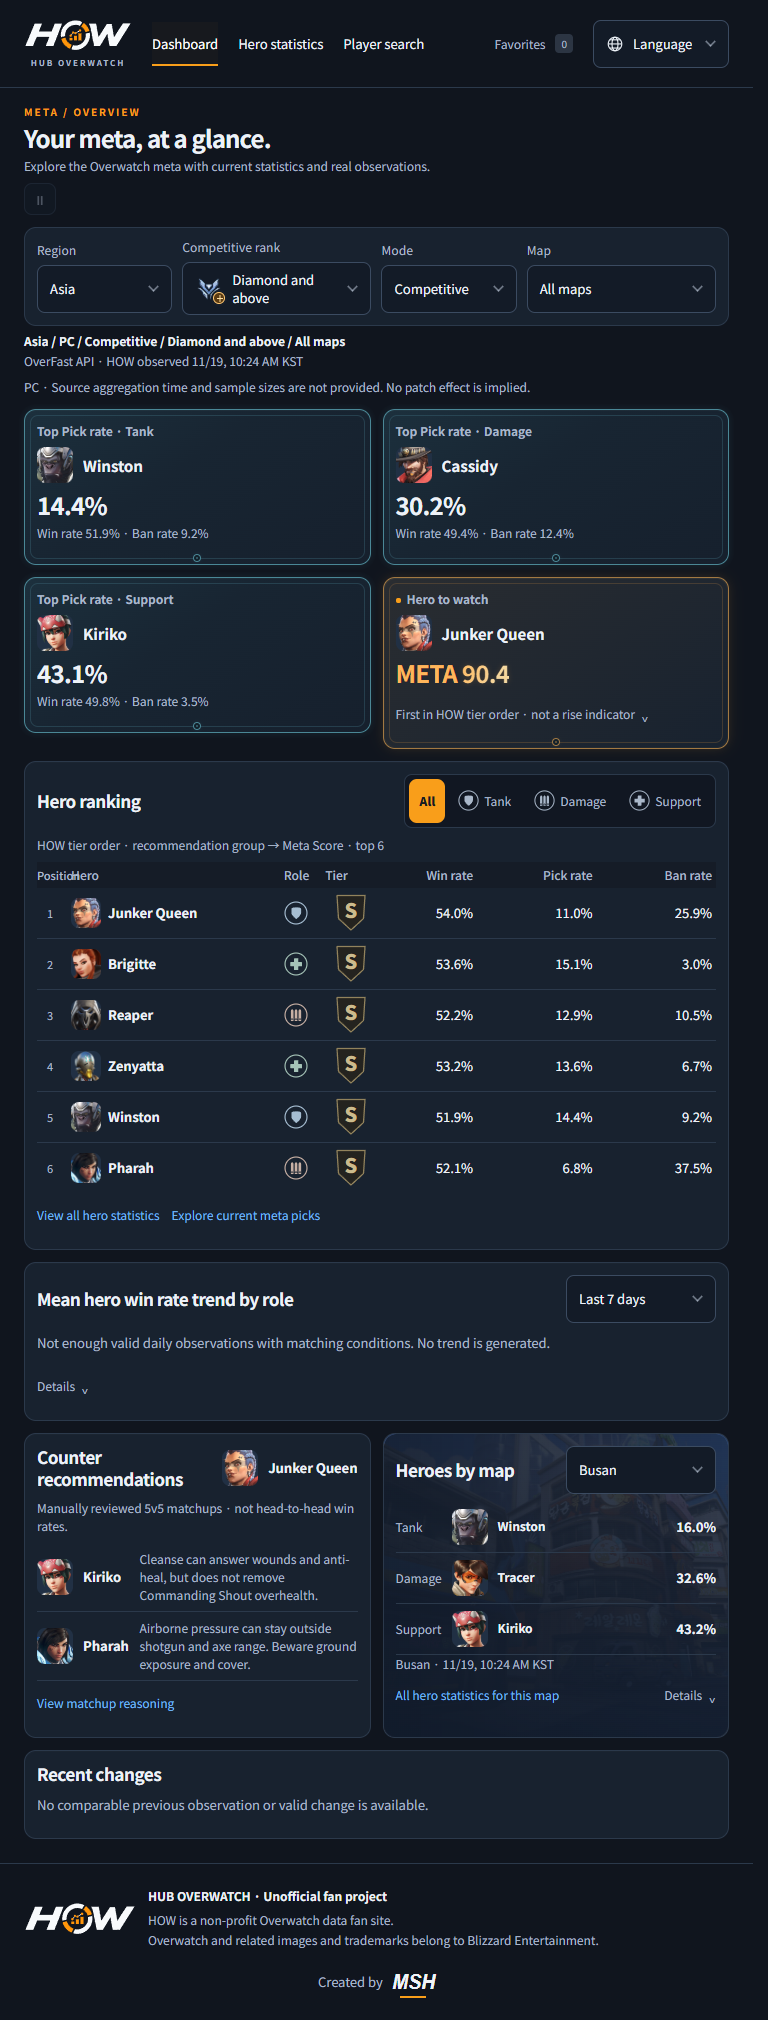 HOW
HUB OVERWATCH
Dashboard
Hero statistics
Player search
Favorites 0
Language
META / OVERVIEW
Your meta, at a glance.
Explore the Overwatch meta with current statistics and real observations.
Region
Asia
Competitive rank
Diamond and
above
Mode
Competitive
Map
All maps
Asia / PC / Competitive / Diamond and above / All maps
OverFast API · HOW observed 11/19, 10:24 AM KST
PC · Source aggregation time and sample sizes are not provided. No patch effect is implied.
Top Pick rate · Tank
Winston
14.4%
Win rate 51.9% · Ban rate 9.2%
Top Pick rate · Damage
Cassidy
30.2%
Win rate 49.4% · Ban rate 12.4%
Top Pick rate · Support
Kiriko
43.1%
Win rate 49.8% · Ban rate 3.5%
Hero to watch
Junker Queen
META 90.4
First in HOW tier order · not a rise indicator
Hero ranking
All
Tank
Damage
Support
HOW tier order · recommendation group → Meta Score · top 6
Position Hero Role Tier Win rate Pick rate Ban rate
1 Junker Queen S 54.0% 11.0% 25.9%
2 Brigitte S 53.6% 15.1% 3.0%
3 Reaper S 52.2% 12.9% 10.5%
4 Zenyatta S 53.2% 13.6% 6.7%
5 Winston S 51.9% 14.4% 9.2%
6 Pharah S 52.1% 6.8% 37.5%
View all hero statistics Explore current meta picks
Mean hero win rate trend by role
Last 7 days
Not enough valid daily observations with matching conditions. No trend is generated.
Details
Counter
recommendations
Junker Queen
Manually reviewed 5v5 matchups · not head-to-head win
rates.
Kiriko
Cleanse can answer wounds and anti-
heal, but does not remove
Commanding Shout overhealth.
Pharah
Airborne pressure can stay outside
shotgun and axe range. Beware ground
exposure and cover.
View matchup reasoning
Heroes by map
Busan
Tank Winston 16.0%
Damage Tracer 32.6%
Support Kiriko 43.2%
Busan · 11/19, 10:24 AM KST
All hero statistics for this map
Details
Recent changes
No comparable previous observation or valid change is available.
HOW
HUB OVERWATCH · Unofficial fan project
HOW is a non-profit Overwatch data fan site.
Overwatch and related images and trademarks belong to Blizzard Entertainment.
Created by MSH